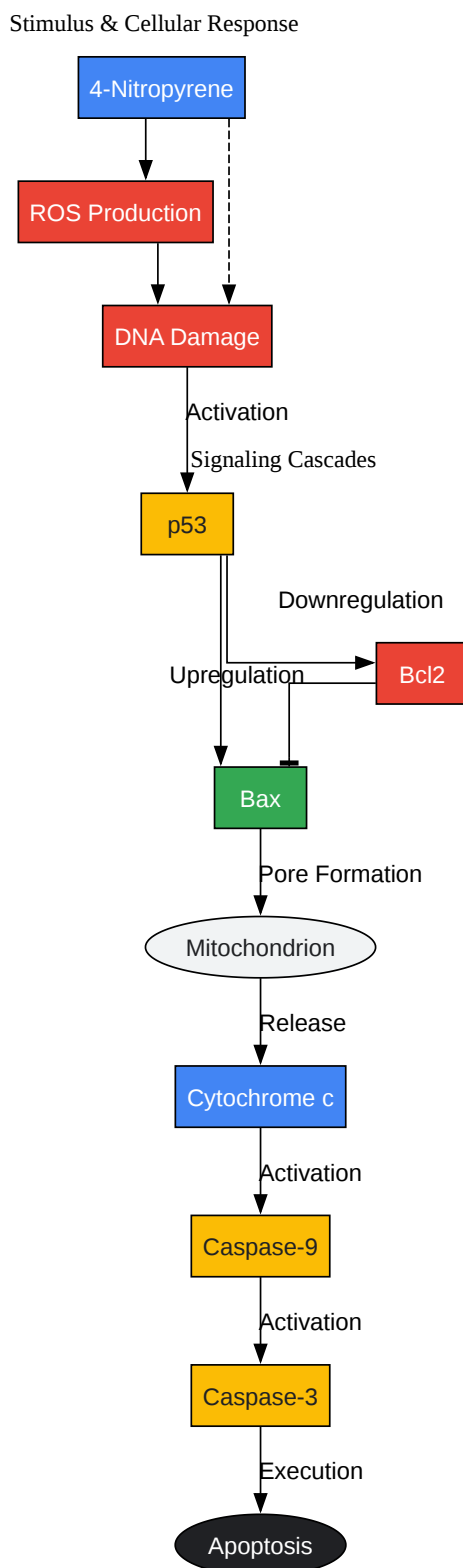 Stimulus & Cellular Response
4-Nitropyrene
ROS Production
DNA Damage
Activation
Signaling Cascades
p53
Downregulation
Upregulation
Bcl2
Bax
Pore Formation
Mitochondrion
Release
Cytochrome c
Activation
Caspase-9
Activation
Caspase-3
Execution
Apoptosis